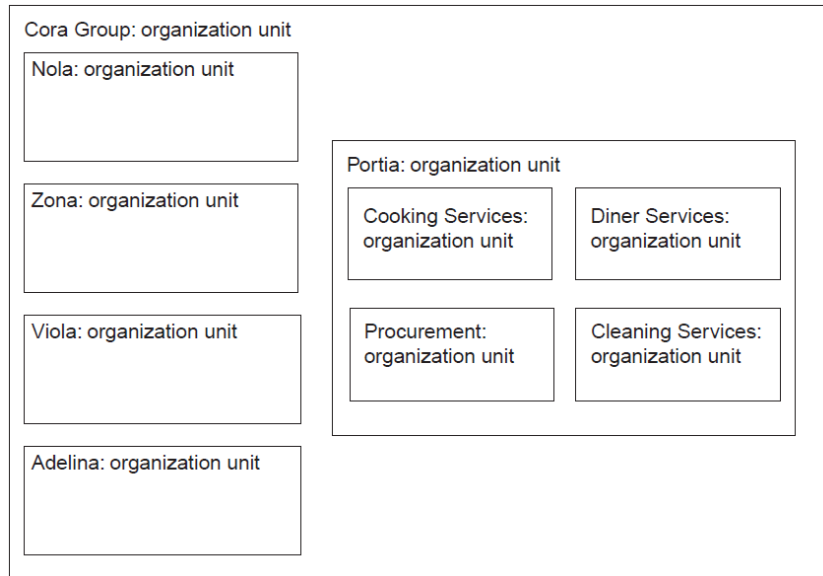 Cora Group: organization unit
Nola: organization unit
Zona: organization unit
Viola: organization unit
Adelina: organization unit
Portia: organization unit
Cooking Services:
organization unit
Diner Services:
organization unit
Procurement:
organization unit
Cleaning Services:
organization unit